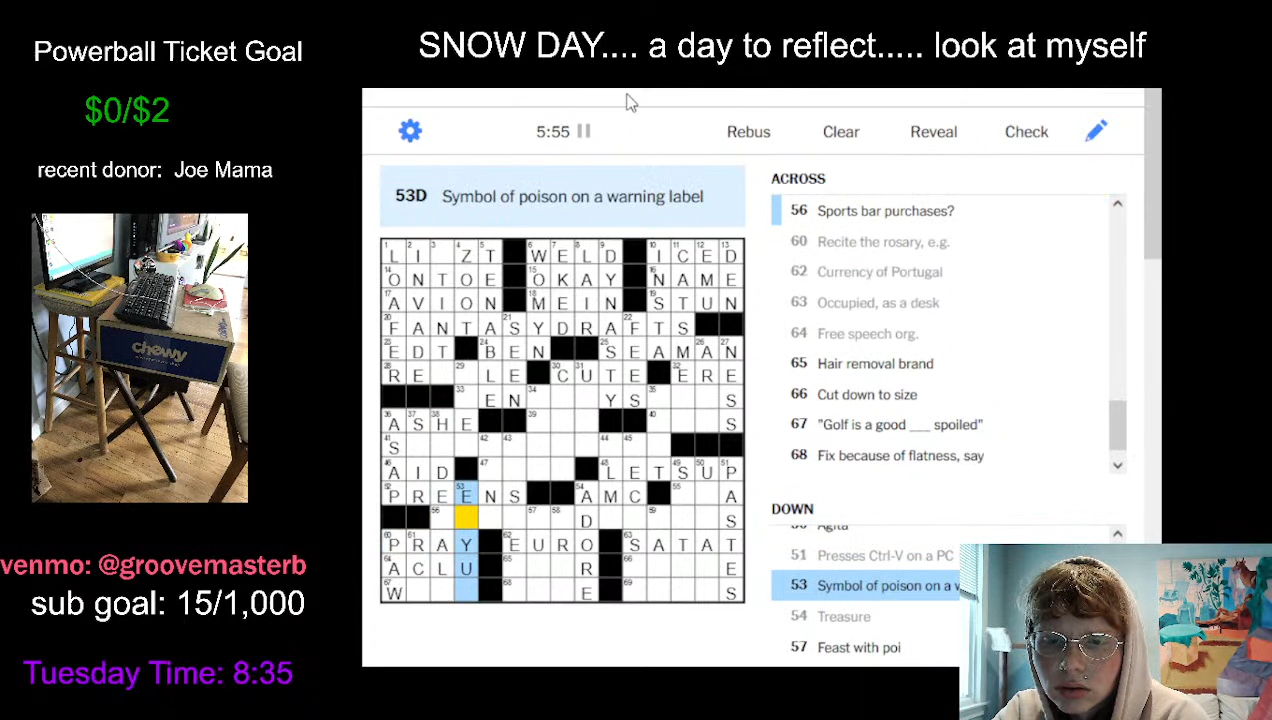 Powerball Ticket Goal
$0/$2
recent donor: Joe Mama
SNOW DAY.... a day to reflect..... look at myself
5:55
Rebus
Clear
Reveal
Check
53D Symbol of poison on a warning label
chewy
venmo: @groovemasterb
sub goal: 15/1,000
Tuesday Time: 8:35
L I Z T W E L D I C E D
O N T O E O K A Y N A M E
A V I O N M E I N S T U N
F A N T A S Y D R A F T S
E D T B E N S E A M A N
R E L E C U T E E R E
E N Y S S
A S H E S
S
A I D L E T S U P
P R E E N S A M C A
D S
P R A Y E U R O S A T A T
A C L U R E
W E S
ACROSS
56 Sports bar purchases?
60 Recite the rosary, e.g.
62 Currency of Portugal
63 Occupied, as a desk
64 Free speech org.
65 Hair removal brand
66 Cut down to size
67 "Golf is a good ___ spoiled"
68 Fix because of flatness, say
DOWN
51 Presses Ctrl-V on a PC
53 Symbol of poison on a
54 Treasure
57 Feast with poi